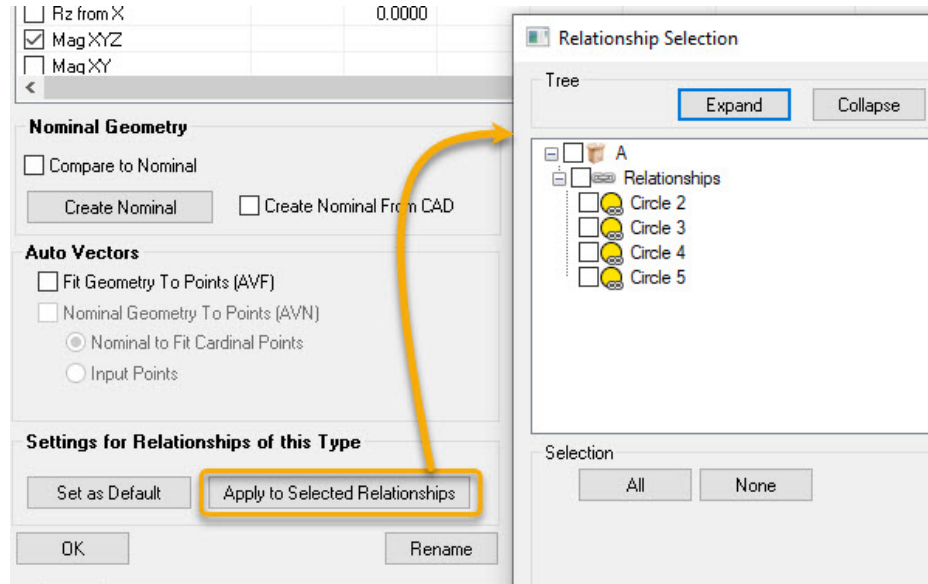 Rz from X 0.0000
Mag XYZ
Mag XY
Nominal Geometry
Compare to Nominal
Create Nominal
Create Nominal From CAD
Auto Vectors
Fit Geometry To Points (AVF)
Nominal Geometry To Points (AVN)
Nominal to Fit Cardinal Points
Input Points
Settings for Relationships of this Type
Set as Default
Apply to Selected Relationships
OK
Rename
Relationship Selection
Tree
Expand
Collapse
A
Relationships
Circle 2
Circle 3
Circle 4
Circle 5
Selection
All
None